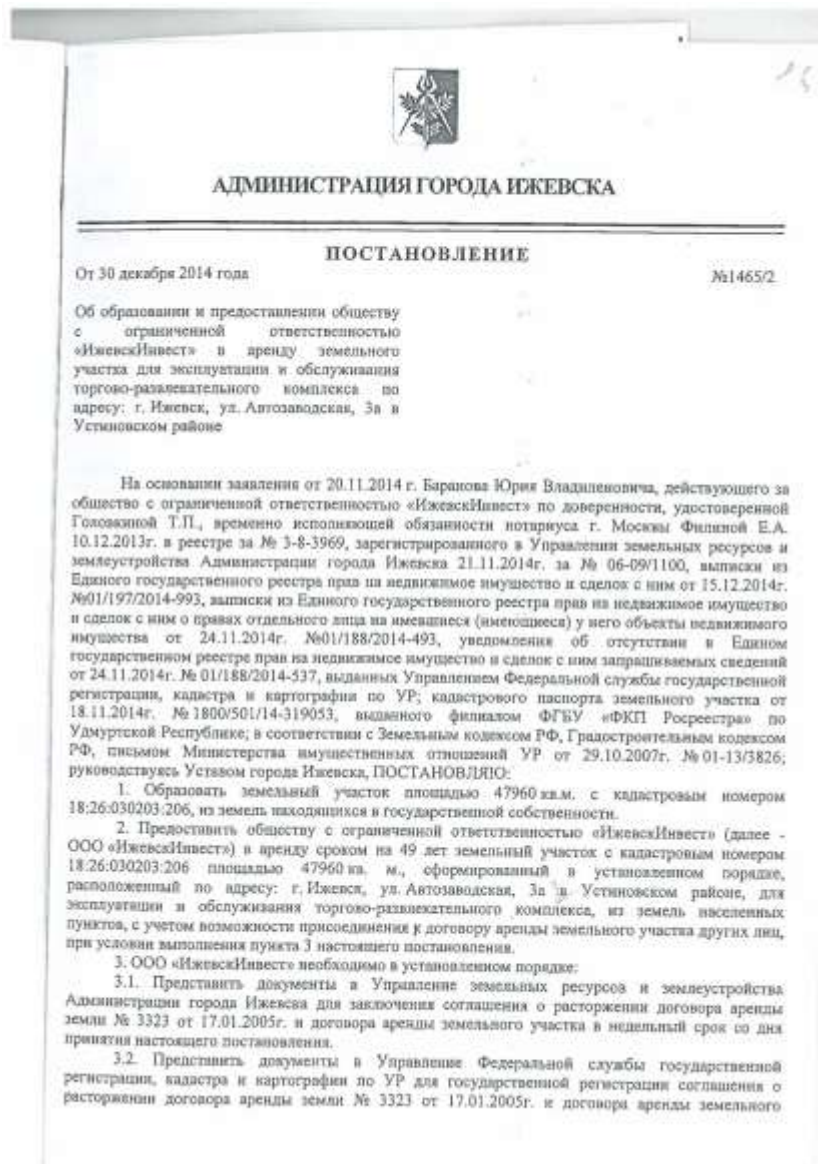 АДМИНИСТРАЦИЯ ГОРОДА ИЖЕВСКА
ПОСТАНОВЛЕНИЕ
От 30 декабря 2014 года №1465/2
Об образовании и предоставлении обществу
с ограниченной ответственностью
«ИжевскИнвест» в аренду земельного
участка для эксплуатации и обслуживания
торгово-развлекательного комплекса по
адресу: г. Ижевск, ул. Автозаводская, 3а в
Устиновском районе
На основании заявления от 20.11.2014 г. Баранова Юрия Владиленовича, действующего за
общество с ограниченной ответственностью «ИжевскИнвест» по доверенности, удостоверенной
Головкиной Т.П., временно исполняющей обязанности нотариуса г. Москвы Филиной Е.А.
10.12.2013г. в реестре за № 3-8-3969, зарегистрированного в Управлении земельных ресурсов и
землеустройства Администрации города Ижевска 21.11.2014г. за № 06-09/1100, выписки из
Единого государственного реестра прав на недвижимое имущество и сделок с ним от 15.12.2014г.
№01/197/2014-993, выписки из Единого государственного реестра прав на недвижимое имущество
и сделок с ним о правах отдельного лица на имевшиеся (имеющиеся) у него объекты недвижимого
имущества от 24.11.2014г. №01/188/2014-493, уведомления об отсутствии в Едином
государственном реестре прав на недвижимое имущество и сделок с ним запрашиваемых сведений
от 24.11.2014г. № 01/188/2014-537, выданных Управлением Федеральной службы государственной
регистрации, кадастра и картографии по УР; кадастрового паспорта земельного участка от
18.11.2014г. № 1800/501/14-319053, выданного филиалом ФГБУ «ФКП Росреестра» по
Удмуртской Республике; в соответствии с Земельным кодексом РФ, Градостроительным кодексом
РФ, письмом Министерства имущественных отношений УР от 29.10.2007г. № 01-13/3826;
руководствуясь Уставом города Ижевска, ПОСТАНОВЛЯЮ:
1. Образовать земельный участок площадью 47960 кв.м. с кадастровым номером
18:26:030203:206, из земель находящихся в государственной собственности.
2. Предоставить обществу с ограниченной ответственностью «ИжевскИнвест» (далее -
ООО «ИжевскИнвест») в аренду сроком на 49 лет земельный участок с кадастровым номером
18:26:030203:206 площадью 47960 кв. м., сформированный в установленном порядке,
расположенный по адресу: г. Ижевск, ул. Автозаводская, 3а в Устиновском районе, для
эксплуатации и обслуживания торгово-развлекательного комплекса, из земель населенных
пунктов, с учетом возможности присоединения к договору аренды земельного участка других лиц,
при условии выполнения пункта 3 настоящего постановления.
3. ООО «ИжевскИнвест» необходимо в установленном порядке:
3.1. Представить документы в Управление земельных ресурсов и землеустройства
Администрации города Ижевска для заключения соглашения о расторжении договора аренды
земли № 3323 от 17.01.2005г. и договора аренды земельного участка в недельный срок со дня
принятия настоящего постановления.
3.2. Представить документы в Управление Федеральной службы государственной
регистрации, кадастра и картографии по УР для государственной регистрации соглашения о
расторжении договора аренды земли № 3323 от 17.01.2005г. и договора аренды земельного